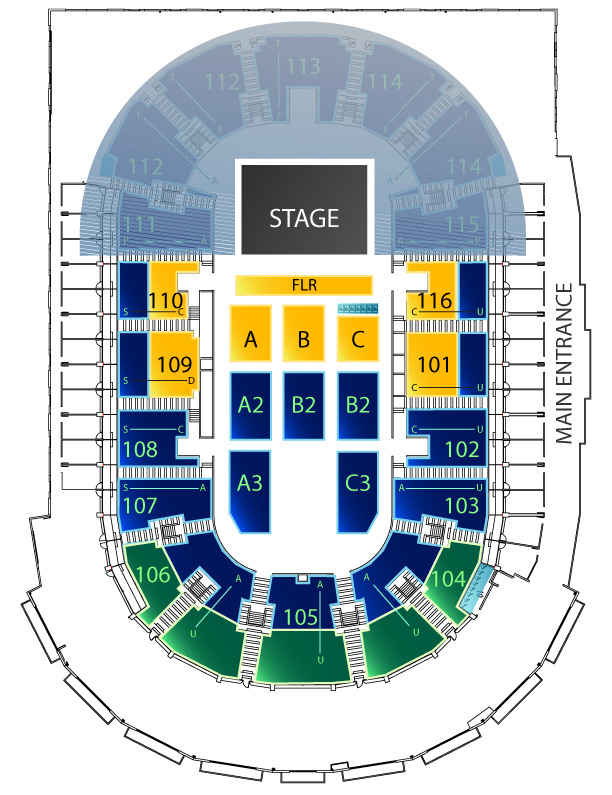 113
112
114
T
T
T
T
F
F
F
A
A
112
114
111
115
STAGE
FLR
110
S
C
116
C
U
A
B
C
109
S
D
101
C
U
MAIN ENTRANCE
A2
B2
B2
S
C
108
C
U
102
A3
C3
S
A
107
A
U
103
106
104
A
A
A
105
U
U
U